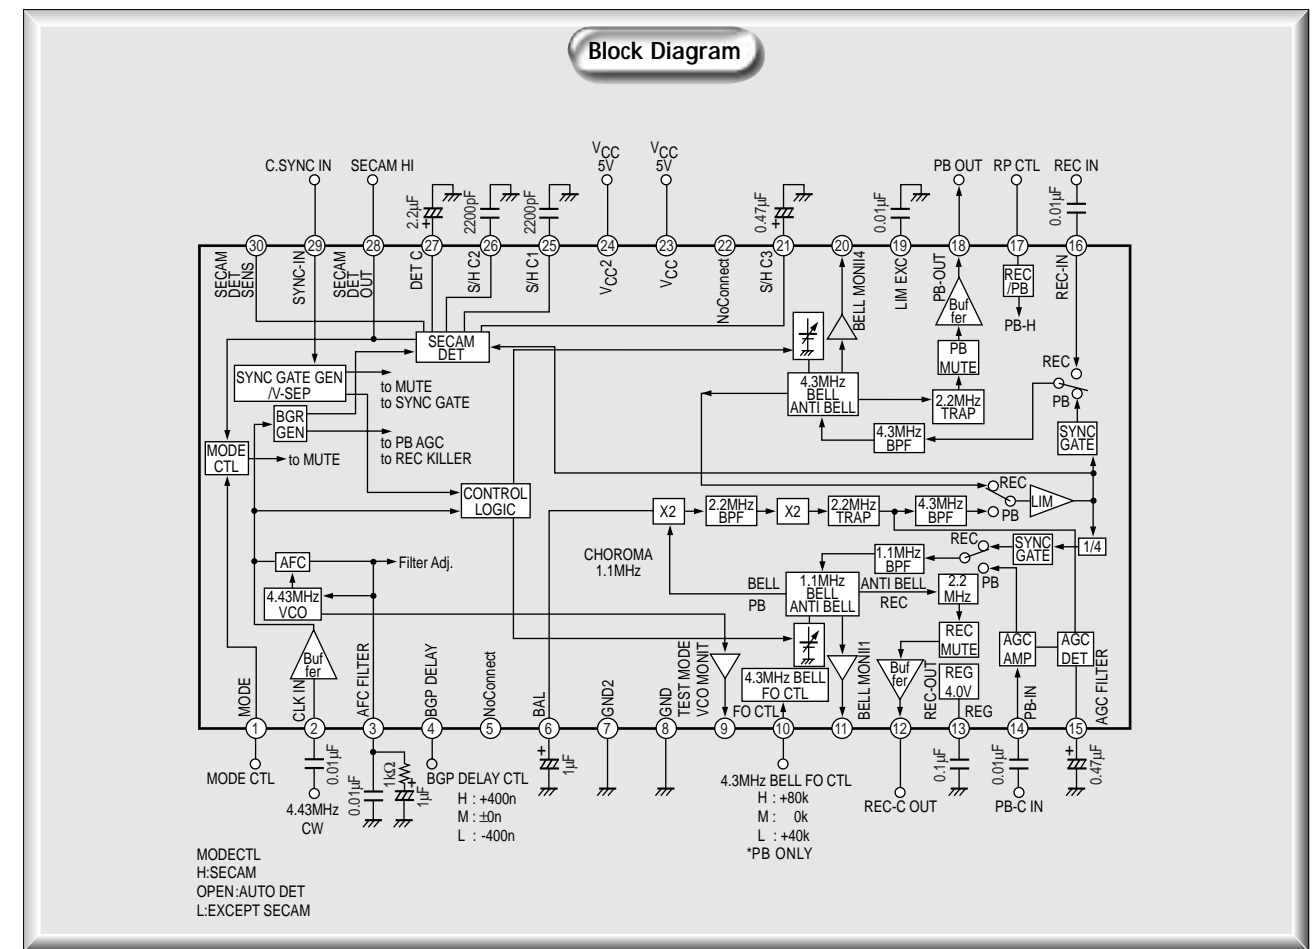 Block Diagram
C.SYNC IN
SECAM HI
VCC
5V
VCC
5V
PB OUT
RP CTL
REC IN
2.2µF
+
2200pF
2200pF
0.47µF
+
0.01µF
0.01µF
30
29
28
27
26
25
24
23
22
21
20
19
18
17
16
SECAM
DET
SENS
SYNC-IN
SECAM
DET
OUT
DET C
S/H C2
S/H C1
VCC2
VCC
NoConnect
S/H C3
BELL MONII4
LIM EXC
PB-OUT
REC
/PB
PB-H
REC-IN
Buf
fer
SECAM
DET
SYNC GATE GEN
/V-SEP
to MUTE
to SYNC GATE
BGR
GEN
to PB AGC
to REC KILLER
MODE
CTL
to MUTE
4.3MHz
BELL
ANTI BELL
PB
MUTE
2.2MHz
TRAP
4.3MHz
BPF
REC
PB
SYNC
GATE
CONTROL
LOGIC
X2
2.2MHz
BPF
X2
2.2MHz
TRAP
4.3MHz
BPF
REC
PB
LIM
CHOROMA
1.1MHz
1.1MHz
BPF
REC
PB
SYNC
GATE
1/4
AFC
Filter Adj.
4.43MHz
VCO
BELL
PB
1.1MHz
BELL
ANTI BELL
ANTI BELL
REC
2.2
MHz
REC
MUTE
AGC
AMP
AGC
DET
Buf
fer
4.3MHz BELL
FO CTL
Buf
fer
REG
4.0V
MODE
CLK IN
AFC FILTER
BGP DELAY
NoConnect
BAL
GND2
GND
TEST MODE
VCO MONIT
FO CTL
BELL MONII1
REC-OUT
REG
PB-IN
AGC FILTER
1
2
3
4
5
6
7
8
9
10
11
12
13
14
15
MODE CTL
0.01µF
4.43MHz
CW
0.01µF
1kΩ
+
1µF
BGP DELAY CTL
H : +400n
M : ±0n
L : -400n
+
1µF
4.3MHz BELL FO CTL
H : +80k
M : 0k
L : +40k
*PB ONLY
REC-C OUT
0.1µF
0.01µF
PB-C IN
+
0.47µF
MODECTL
H:SECAM
OPEN:AUTO DET
L:EXCEPT SECAM